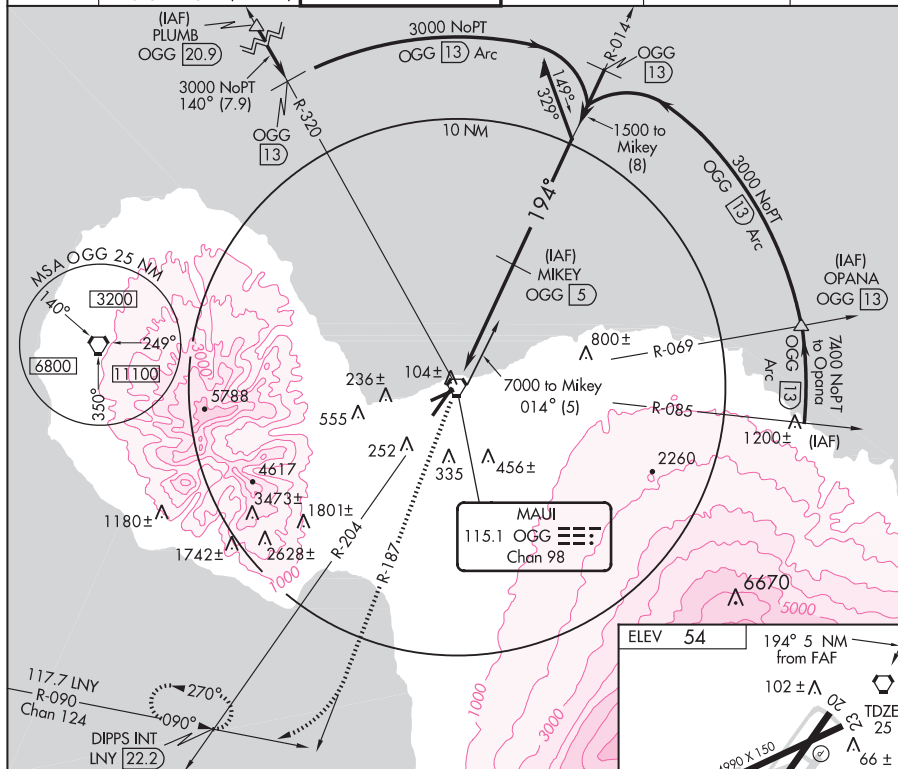 (IAF)
PLUMB
OGG 20.9
3000 NoPT
140° (7.9)
OGG
13
R-320
3000 NoPT
OGG 13 Arc
R-014
OGG
13
149°
329°
1500 to
Mikey
(8)
10 NM
3000 NoPT
OGG 13 Arc
194°
(IAF)
MIKEY
OGG 5
(IAF)
OPANA
OGG 13
MSA OGG 25 NM
140°
3200
249°
6800
11100
350°
3000
5788
236±
104±
555
7000 to Mikey
014° (5)
800±
R-069
R-085
7400 NoPT
to Opana
OGG 13
Arc
1200±
(IAF)
252
335
456±
2260
4617
3473±
1801±
1180±
1742±
2628±
1000
R-204
R-187
MAUI
115.1 OGG
Chan 98
6670
5000
1000
3000
117.7 LNY
R-090
Chan 124
270°
090°
DIPPS INT
LNY 22.2
ELEV 54
194° 5 NM
from FAF
102±
TDZE
25
20
23
66±
4990 X 150
P